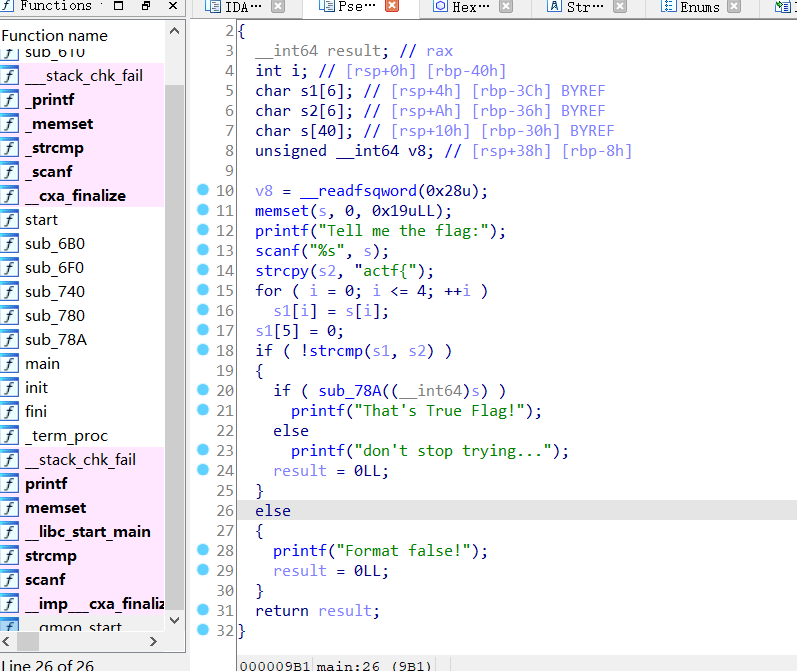 Functions
IDA···
Pse···
Hex···
Str···
Enums
Function name
sub_610
___stack_chk_fail
_printf
_memset
_strcmp
_scanf
__cxa_finalize
start
sub_6B0
sub_6F0
sub_740
sub_780
sub_78A
main
init
fini
_term_proc
__stack_chk_fail
printf
memset
__libc_start_main
strcmp
scanf
__imp___cxa_finaliz
__gmon_start
Line 26 of 26
2 {
3   __int64 result; // rax
4   int i; // [rsp+0h] [rbp-40h]
5   char s1[6]; // [rsp+4h] [rbp-3Ch] BYREF
6   char s2[6]; // [rsp+Ah] [rbp-36h] BYREF
7   char s[40]; // [rsp+10h] [rbp-30h] BYREF
8   unsigned __int64 v8; // [rsp+38h] [rbp-8h]
9
10   v8 = __readfsqword(0x28u);
11   memset(s, 0, 0x19uLL);
12   printf("Tell me the flag:");
13   scanf("%s", s);
14   strcpy(s2, "actf{");
15   for ( i = 0; i <= 4; ++i )
16     s1[i] = s[i];
17   s1[5] = 0;
18   if ( !strcmp(s1, s2) )
19   {
20     if ( sub_78A((__int64)s) )
21       printf("That's True Flag!");
22     else
23       printf("don't stop trying...");
24     result = 0LL;
25   }
26   else
27   {
28     printf("Format false!");
29     result = 0LL;
30   }
31   return result;
32 }
000009B1 main:26 (9B1)